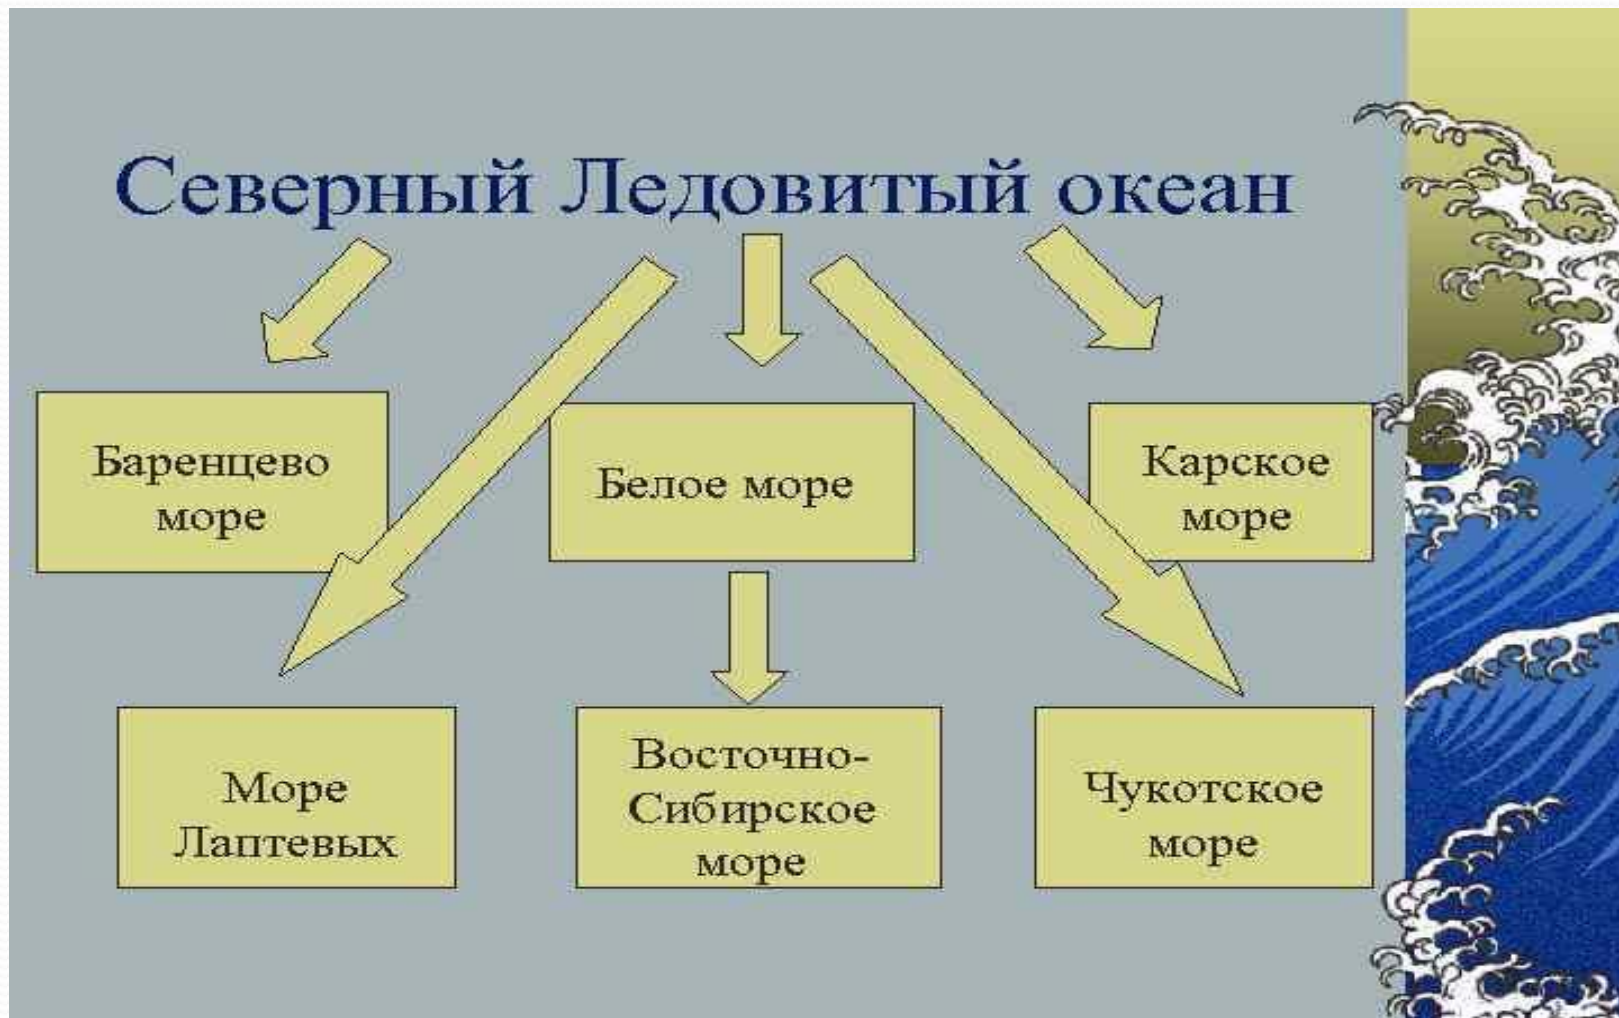 Северный Ледовитый океан
Баренцево
море
Белое море
Карское
море
Море
Лаптевых
Восточно-
Сибирское
море
Чукотское
море